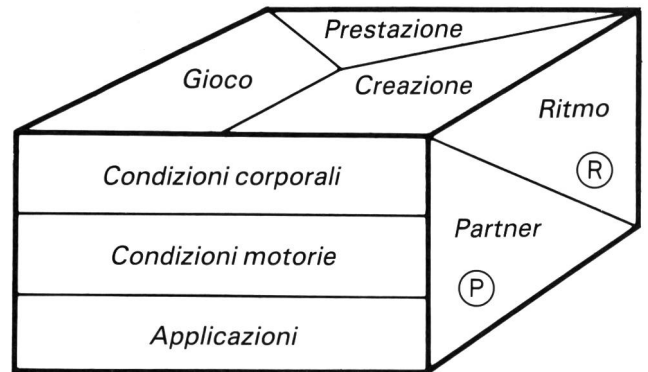 Prestazione
Gioco
Creazione
Ritmo
R
Condizioni corporali
Condizioni motorie
Partner
P
Applicazioni